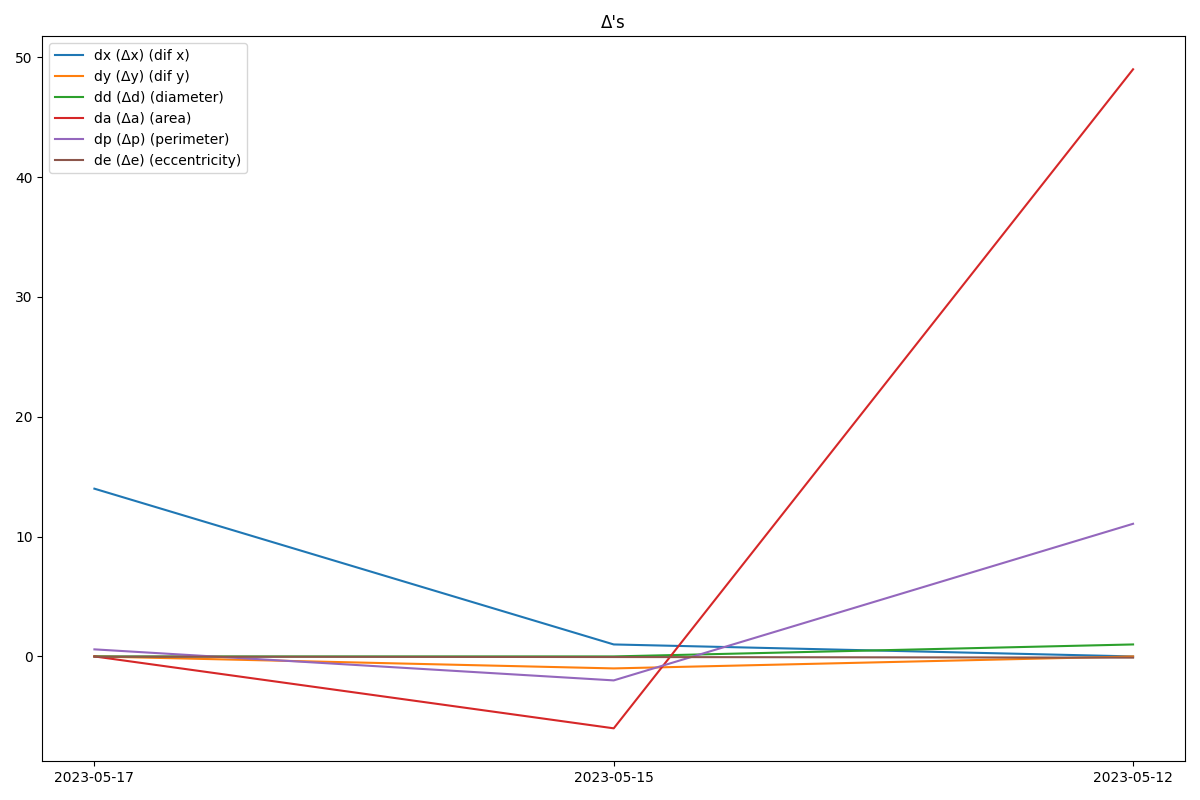 Δ's
dx (Δx) (dif x)
dy (Δy) (dif y)
dd (Δd) (diameter)
da (Δa) (area)
dp (Δp) (perimeter)
de (Δe) (eccentricity)
50
40
30
20
10
0
2023-05-17 2023-05-15 2023-05-12